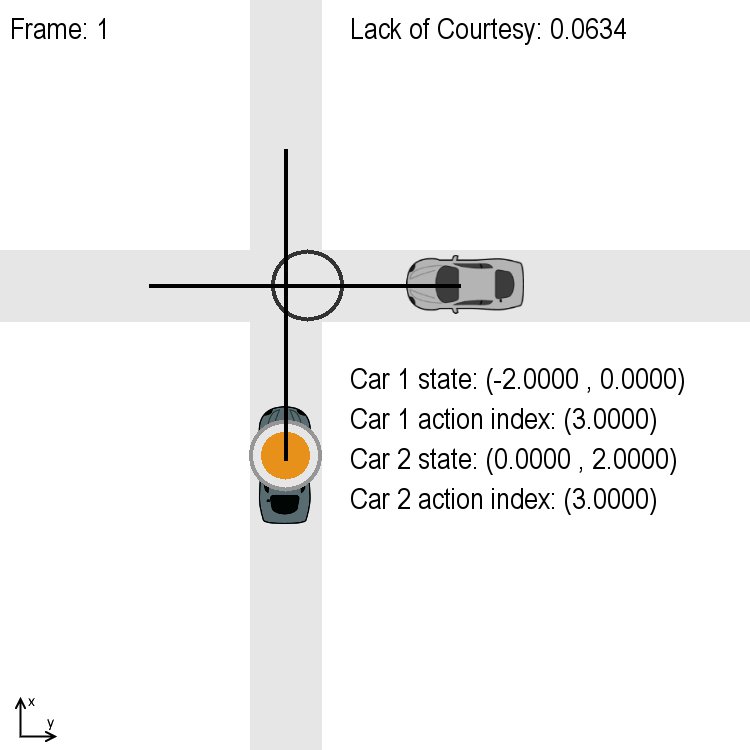 Frame: 1
Lack of Courtesy: 0.0634
Car 1 state: (-2.0000 , 0.0000)
Car 1 action index: (3.0000)
Car 2 state: (0.0000 , 2.0000)
Car 2 action index: (3.0000)
x
y